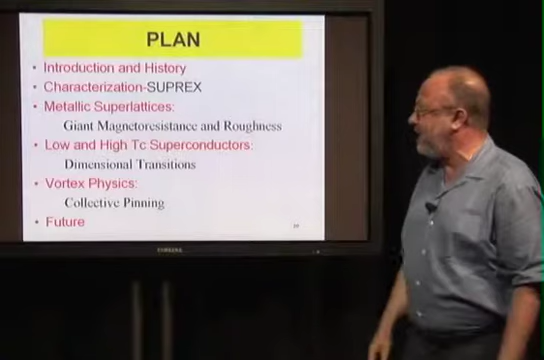 PLAN
• Introduction and History
• Characterization-SUPREX
• Metallic Superlattices:
Giant Magnetoresistance and Roughness
• Low and High Tc Superconductors:
Dimensional Transitions
• Vortex Physics:
Collective Pinning
• Future
SAMSUNG